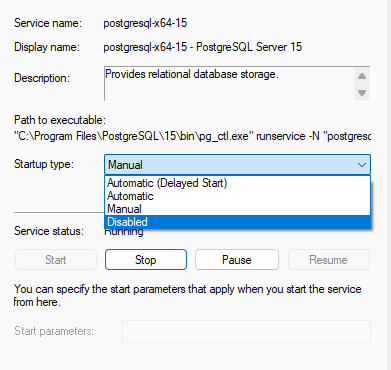 Service name: postgresql-x64-15
Display name: postgresql-x64-15 - PostgreSQL Server 15
Description: Provides relational database storage.
Path to executable:
"C:\Program Files\PostgreSQL\15\bin\pg_ctl.exe" runservice -N "postgresc
Startup type: Manual
Automatic (Delayed Start)
Automatic
Manual
Disabled
Service status: Running
Start Stop Pause Resume
You can specify the start parameters that apply when you start the service
from here.
Start parameters: